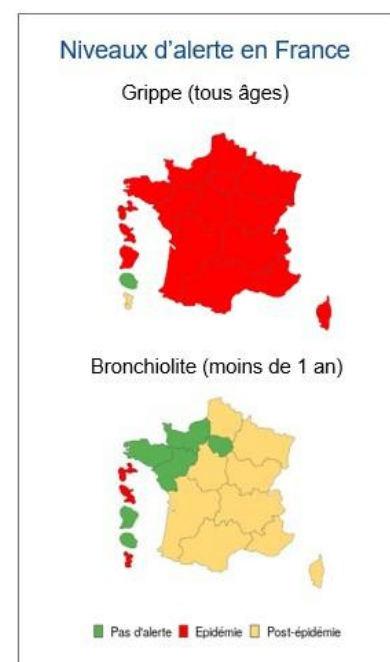 Niveaux d'alerte en France
Grippe (tous âges)
Bronchiolite (moins de 1 an)
Pas d'alerte Epidémie Post-épidémie